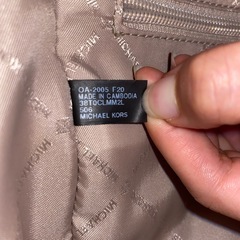 OA-2005 F20
MADE IN CAMBODIA
38T0CLMM2L
506
MICHAEL KORS